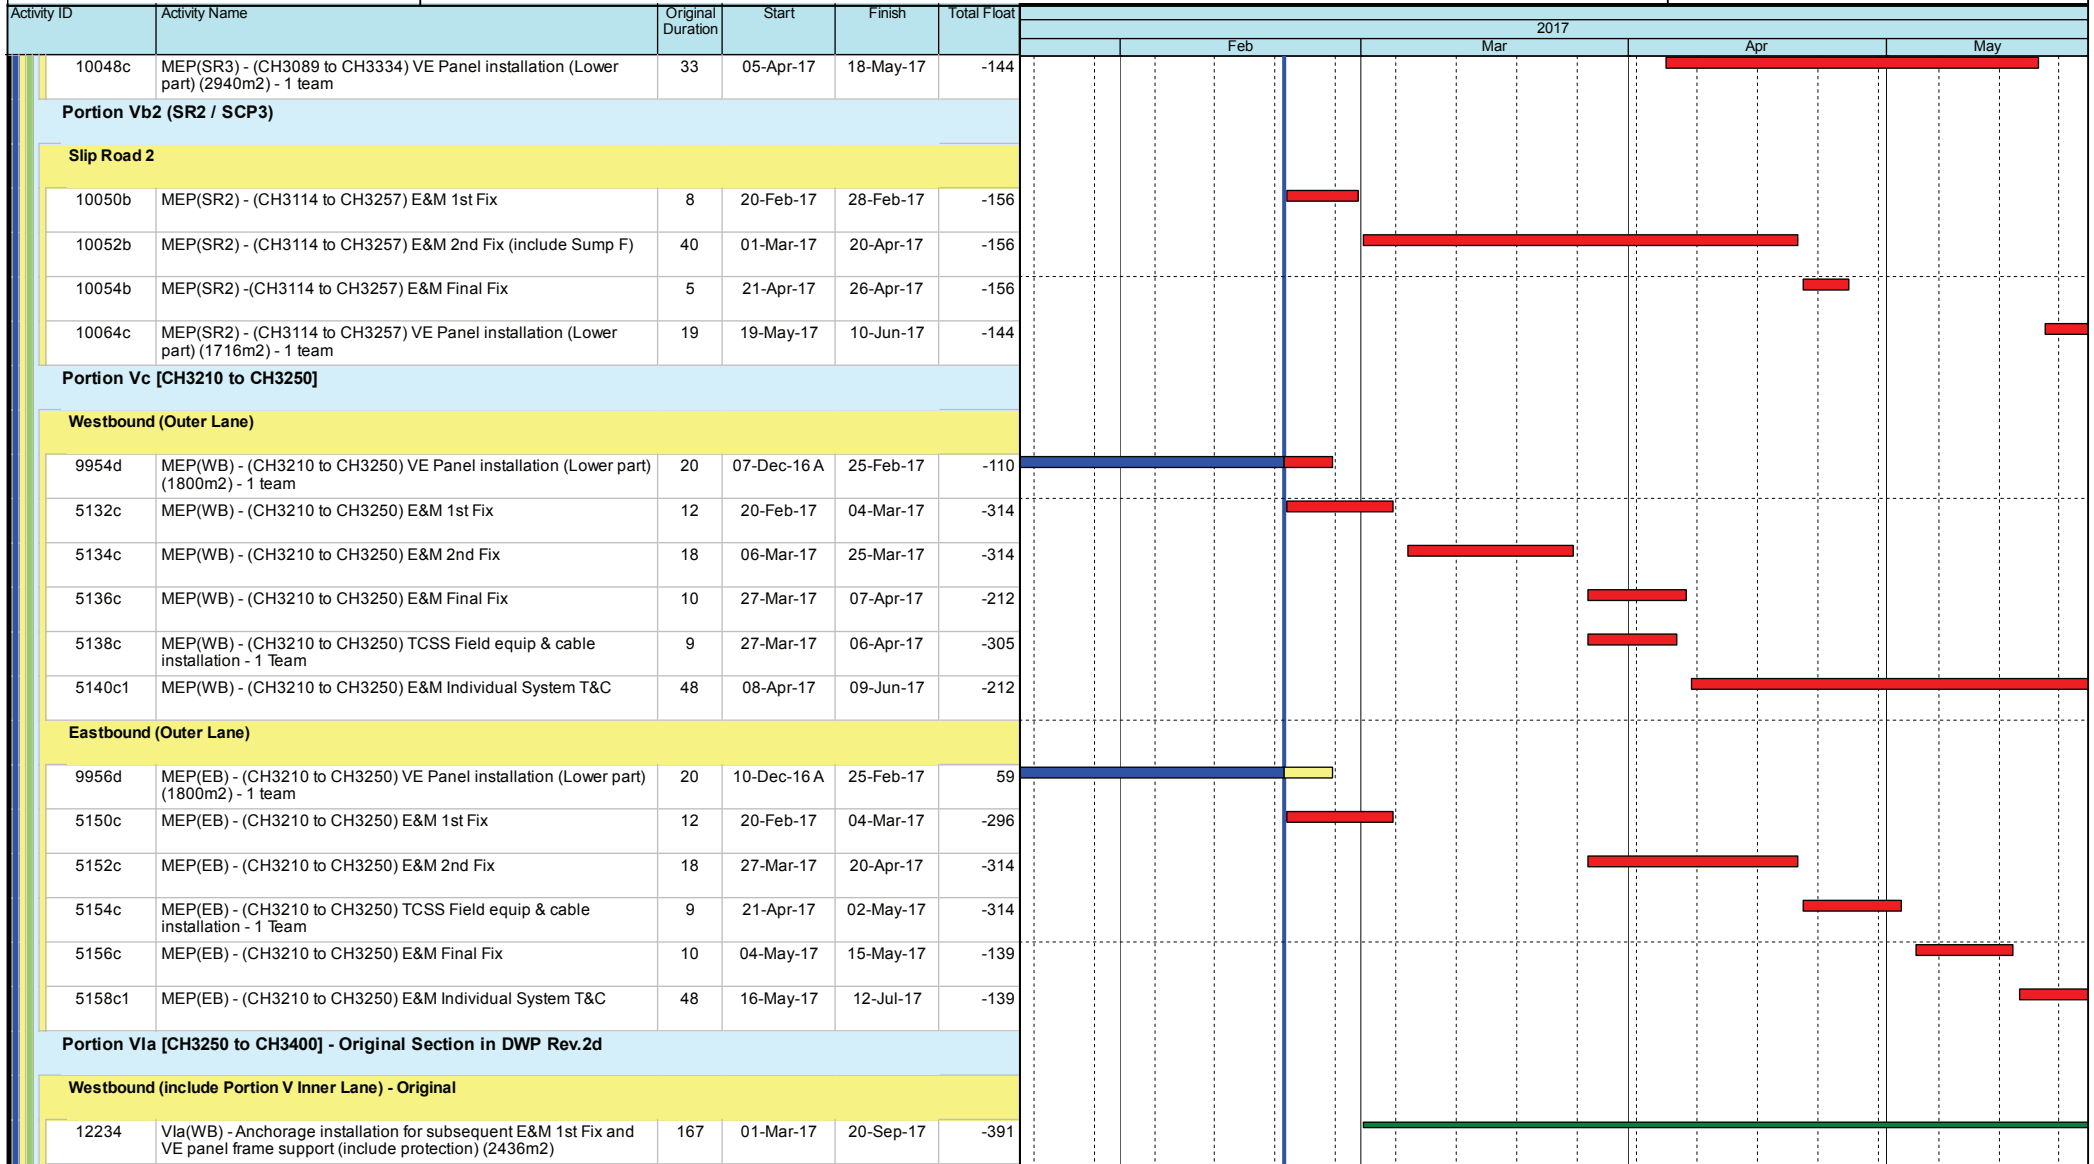 Activity ID Activity Name Original Start Finish Total Float
Duration
2017
Feb Mar Apr May
10048c MEP(SR3) - (CH3089 to CH3334) VE Panel installation (Lower 33 05-Apr-17 18-May-17 -144
part) (2940m2) - 1 team
Portion Vb2 (SR2 / SCP3)
Slip Road 2
10050b MEP(SR2) - (CH3114 to CH3257) E&M 1st Fix 8 20-Feb-17 28-Feb-17 -156
10052b MEP(SR2) - (CH3114 to CH3257) E&M 2nd Fix (include Sump F) 40 01-Mar-17 20-Apr-17 -156
10054b MEP(SR2) -(CH3114 to CH3257) E&M Final Fix 5 21-Apr-17 26-Apr-17 -156
10064c MEP(SR2) - (CH3114 to CH3257) VE Panel installation (Lower 19 19-May-17 10-Jun-17 -144
part) (1716m2) - 1 team
Portion Vc [CH3210 to CH3250]
Westbound (Outer Lane)
9954d MEP(WB) - (CH3210 to CH3250) VE Panel installation (Lower part) 20 07-Dec-16 A 25-Feb-17 -110
(1800m2) - 1 team
5132c MEP(WB) - (CH3210 to CH3250) E&M 1st Fix 12 20-Feb-17 04-Mar-17 -314
5134c MEP(WB) - (CH3210 to CH3250) E&M 2nd Fix 18 06-Mar-17 25-Mar-17 -314
5136c MEP(WB) - (CH3210 to CH3250) E&M Final Fix 10 27-Mar-17 07-Apr-17 -212
5138c MEP(WB) - (CH3210 to CH3250) TCSS Field equip & cable 9 27-Mar-17 06-Apr-17 -305
installation - 1 Team
5140c1 MEP(WB) - (CH3210 to CH3250) E&M Individual System T&C 48 08-Apr-17 09-Jun-17 -212
Eastbound (Outer Lane)
9956d MEP(EB) - (CH3210 to CH3250) VE Panel installation (Lower part) 20 10-Dec-16 A 25-Feb-17 59
(1800m2) - 1 team
5150c MEP(EB) - (CH3210 to CH3250) E&M 1st Fix 12 20-Feb-17 04-Mar-17 -296
5152c MEP(EB) - (CH3210 to CH3250) E&M 2nd Fix 18 27-Mar-17 20-Apr-17 -314
5154c MEP(EB) - (CH3210 to CH3250) TCSS Field equip & cable 9 21-Apr-17 02-May-17 -314
installation - 1 Team
5156c MEP(EB) - (CH3210 to CH3250) E&M Final Fix 10 04-May-17 15-May-17 -139
5158c1 MEP(EB) - (CH3210 to CH3250) E&M Individual System T&C 48 16-May-17 12-Jul-17 -139
Portion VIa [CH3250 to CH3400] - Original Section in DWP Rev.2d
Westbound (include Portion V Inner Lane) - Original
12234 VIa(WB) - Anchorage installation for subsequent E&M 1st Fix and 167 01-Mar-17 20-Sep-17 -391
VE panel frame support (include protection) (2436m2)